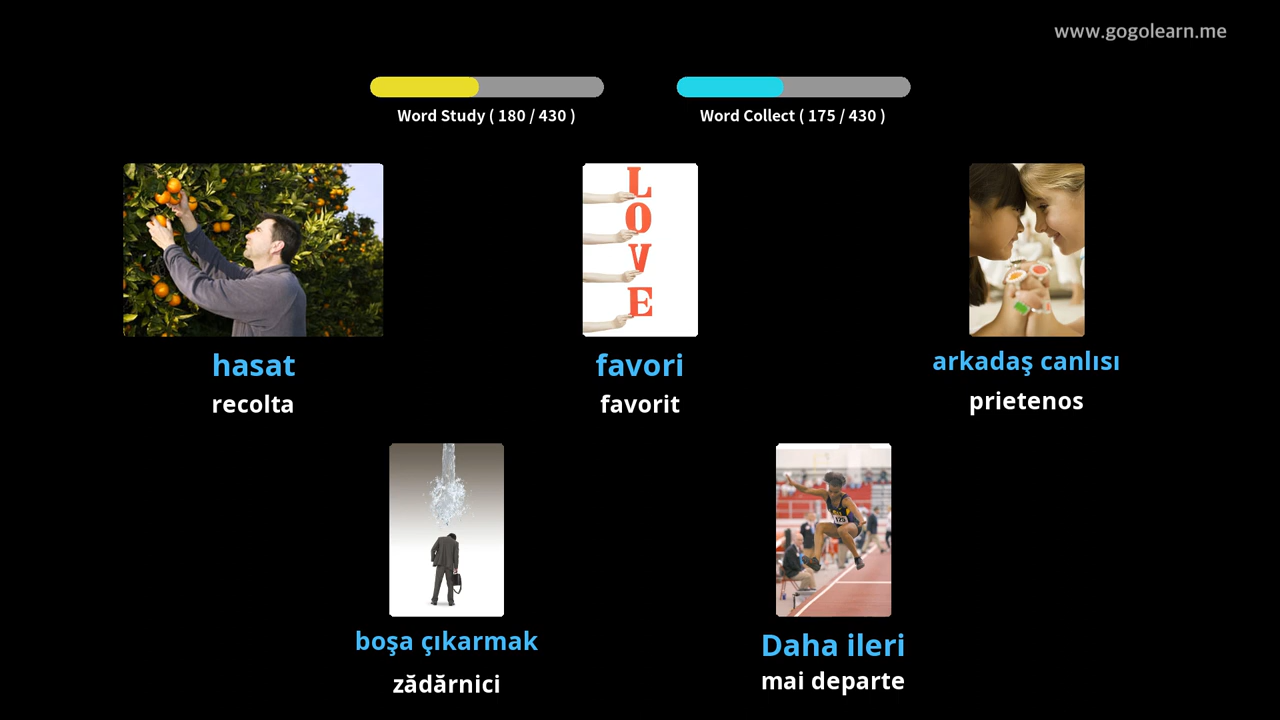 www.gogolearn.me
Word Study ( 180 / 430 )
Word Collect ( 175 / 430 )
L
O
V
E
hasat
favori
arkadaş canlısı
recolta
favorit
prietenos
boşa çıkarmak
Daha ileri
zădărnici
mai departe